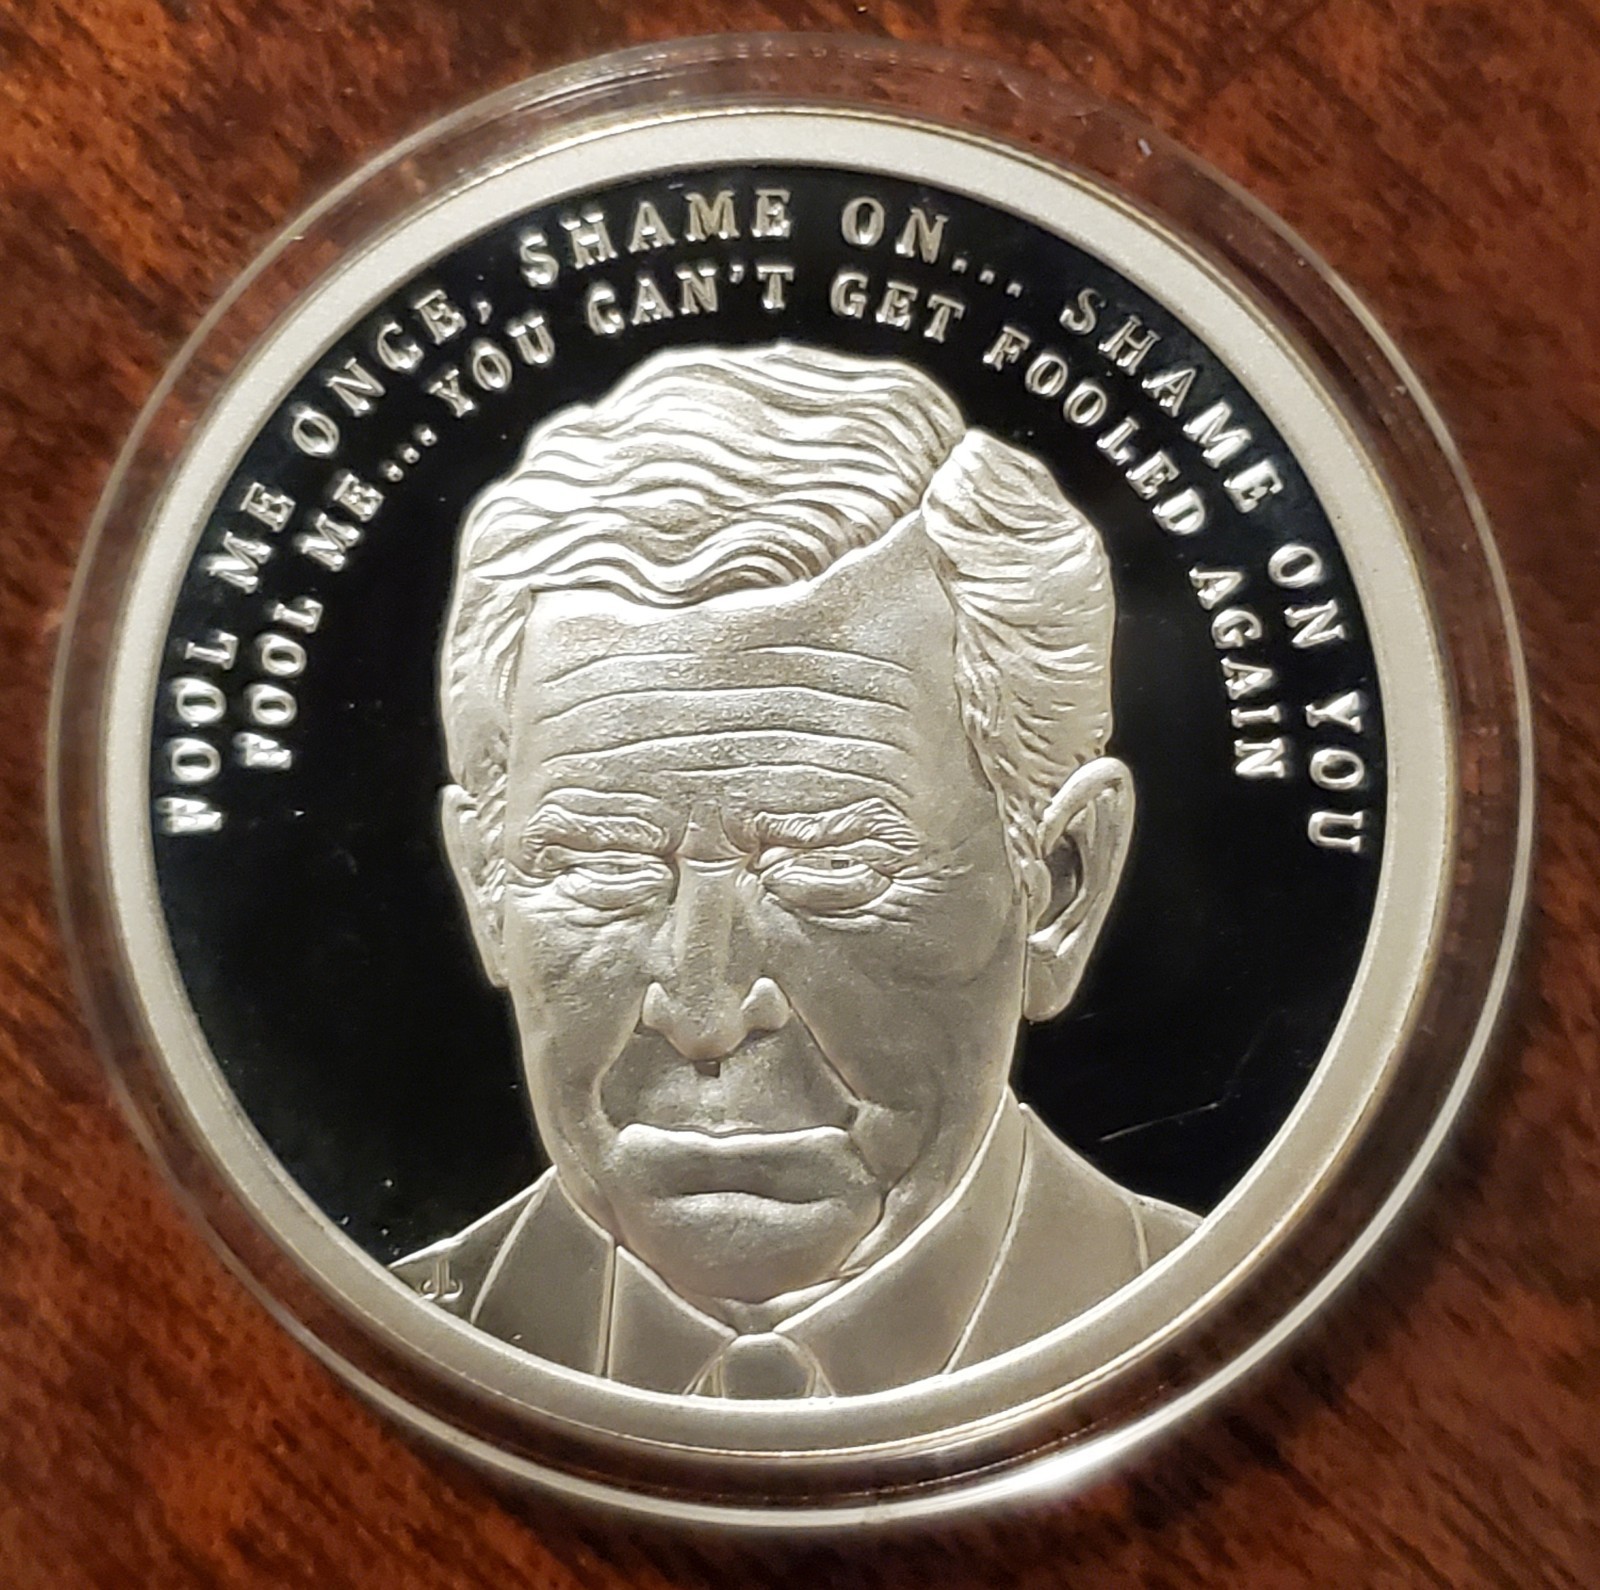 FOOL ME ONCE, SHAME ON... SHAME ON YOU
FOOL ME... YOU CAN'T GET FOOLED AGAIN